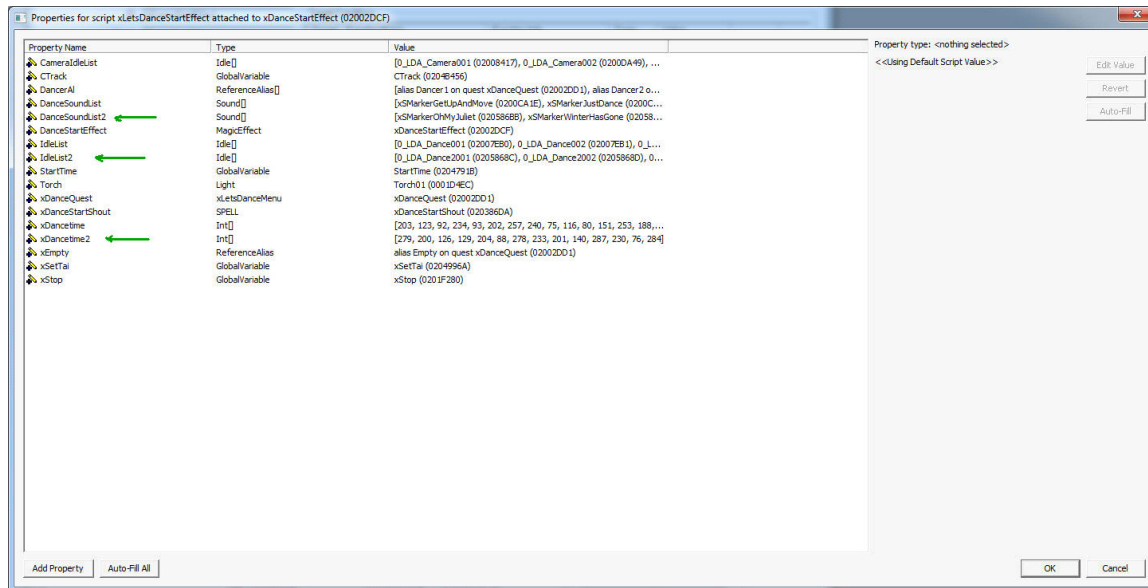 Properties for script xLetsDanceStartEffect attached to xDanceStartEffect (02002DCF)
Property Name Type Value
CameraIdleList Idle[] [0_LDA_Camera001 (02008417), 0_LDA_Camera002 (0200DA49), ...
CTrack GlobalVariable CTrack (0204B456)
DancerAl ReferenceAlias[] [alias Dancer1 on quest xDanceQuest (02002DD1), alias Dancer2 o...
DanceSoundList Sound[] [xSMarkerGetUpAndMove (0200CA1E), xSMarkerJustDance (0200C...
DanceSoundList2 Sound[] [xSMarkerOhMyJuliet (020586BB), xSMarkerWinterHasGone (02058...
DanceStartEffect MagicEffect xDanceStartEffect (02002DCF)
IdleList Idle[] [0_LDA_Dance001 (02007EB0), 0_LDA_Dance002 (02007EB1), 0_L...
IdleList2 Idle[] [0_LDA_Dance2001 (0205868C), 0_LDA_Dance2002 (0205868D), 0...
StartTime GlobalVariable StartTime (0204791B)
Torch Light Torch01 (0001D4EC)
xDanceQuest xLetsDanceMenu xDanceQuest (02002DD1)
xDanceStartShout SPELL xDanceStartShout (020386DA)
xDancetime Int[] [203, 123, 92, 234, 93, 202, 257, 240, 75, 116, 80, 151, 253, 188,...
xDancetime2 Int[] [279, 200, 126, 129, 204, 88, 278, 233, 201, 140, 287, 230, 76, 284]
xEmpty ReferenceAlias alias Empty on quest xDanceQuest (02002DD1)
xSetTai GlobalVariable xSetTai (0204996A)
xStop GlobalVariable xStop (0201F280)
Property type: <nothing selected>
<<Using Default Script Value>>
Edit Value
Revert
Auto-Fill
Add Property Auto-Fill All OK Cancel